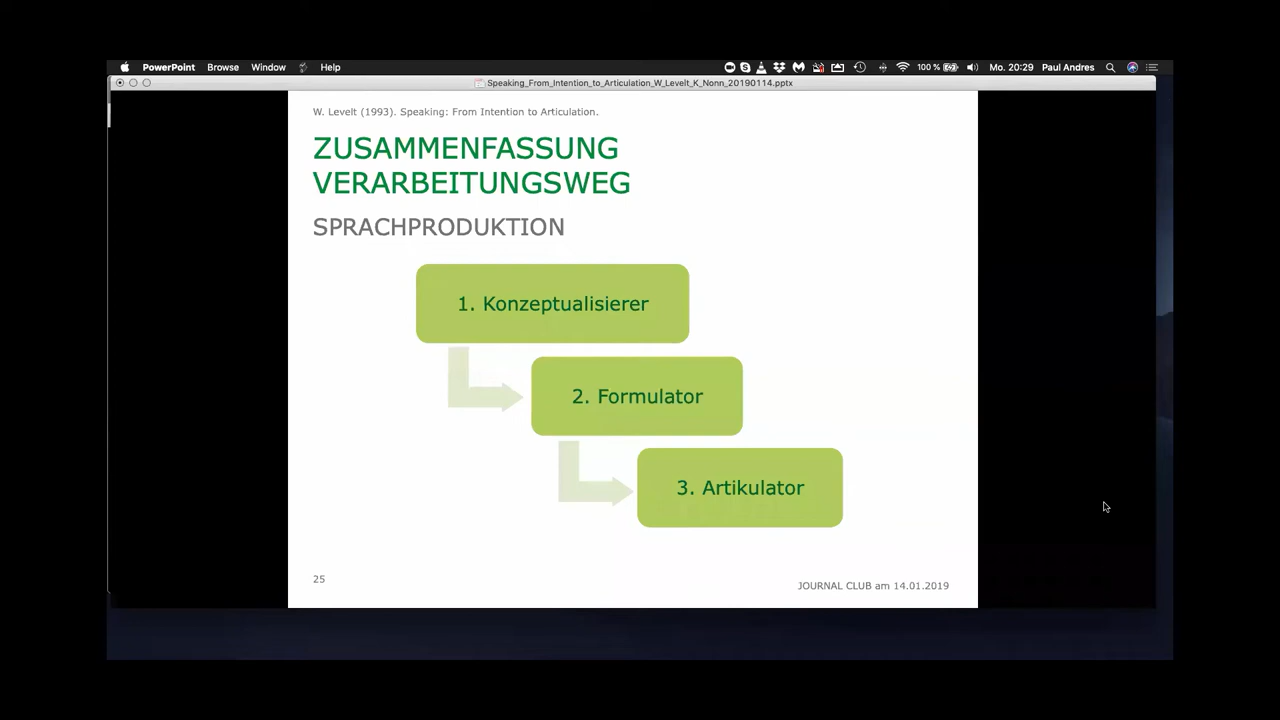 PowerPoint Browse Window Help 100 % Mo. 20:29 Paul Andres
Speaking_From_Intention_to_Articulation_W_Levelt_K_Nonn_20190114.pptx
W. Levelt (1993). Speaking: From Intention to Articulation.
ZUSAMMENFASSUNG
VERARBEITUNGSWEG
SPRACHPRODUKTION
1. Konzeptualisierer
2. Formulator
3. Artikulator
25
JOURNAL CLUB am 14.01.2019